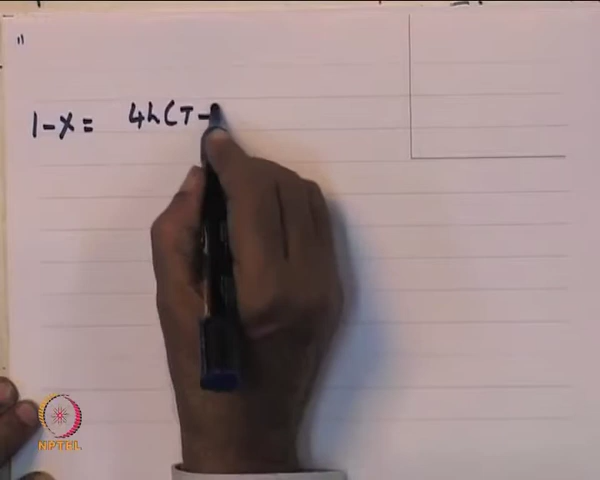 "
1-X = 4h(T-
NPTEL